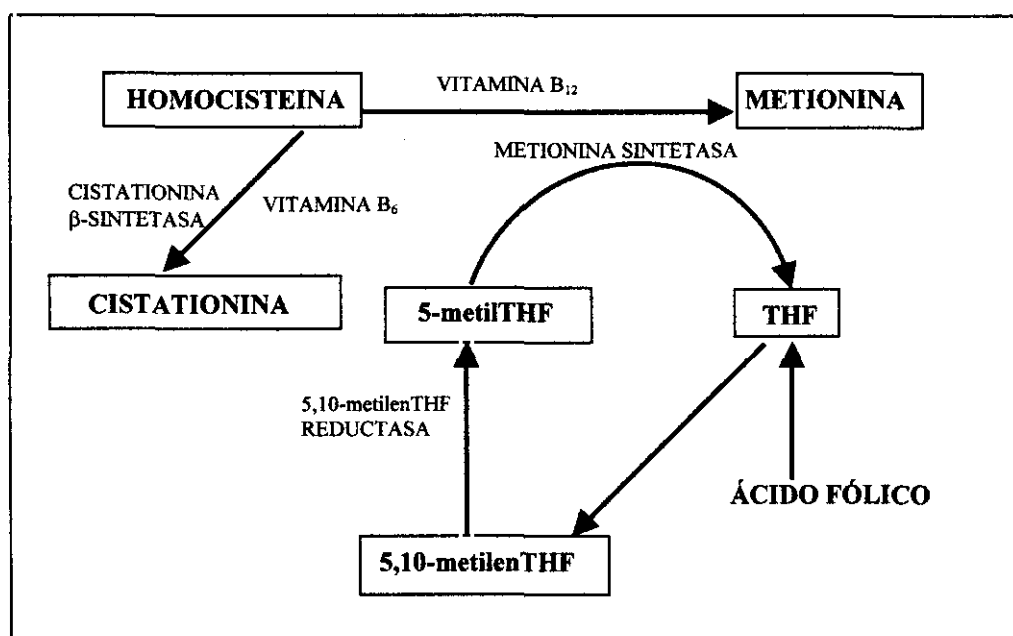 VITAMINA B₁₂
HOMOCISTEINA
METIONINA
METIONINA SINTETASA
CISTATIONINA
β-SINTETASA
VITAMINA B₆
CISTATIONINA
5-metilTHF
THF
5,10-metilenTHF
REDUCTASA
ÁCIDO FÓLICO
5,10-metilenTHF